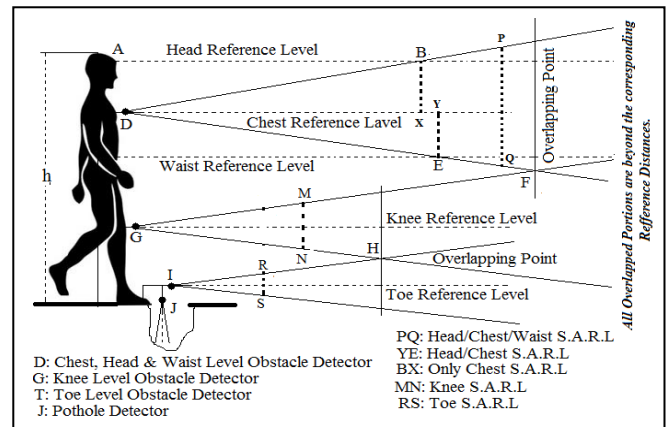 A
Head Reference Level
B
P
Overlapping Point
All Overlapped Portions are beyond the corresponding
Refference Distances.
D
Chest Reference Lavel
X
Y
h
Waist Reference Level
E
Q
F
M
G
Knee Reference Level
N
H
Overlapping Point
I
R
J
S
Toe Reference Level
D: Chest, Head & Waist Level Obstacle Detector
G: Knee Level Obstacle Detector
T: Toe Level Obstacle Detector
J: Pothole Detector
PQ: Head/Chest/Waist S.A.R.L
YE: Head/Chest S.A.R.L
BX: Only Chest S.A.R.L
MN: Knee S.A.R.L
RS: Toe S.A.R.L